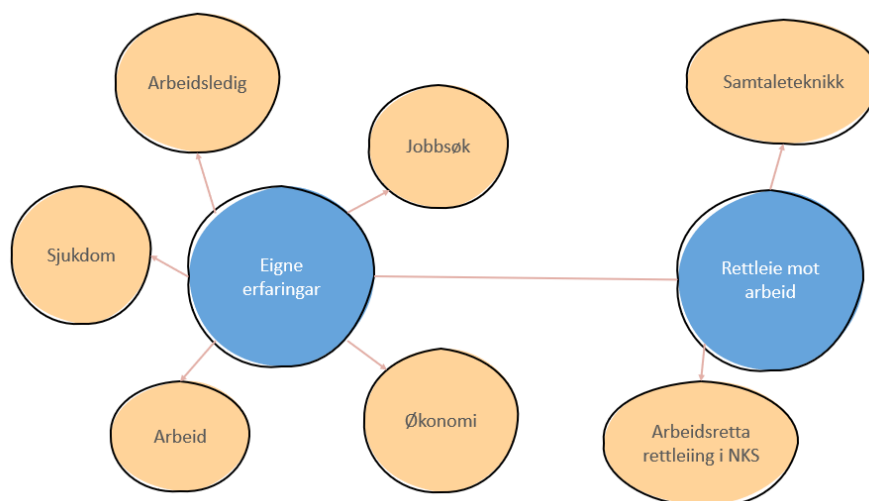 Arbeidsledig
Samtaleteknikk
Jobbsøk
Sjukdom
Eigne
erfaringar
Rettleie mot
arbeid
Arbeid
Økonomi
Arbeidsretta
rettleiing i NKS